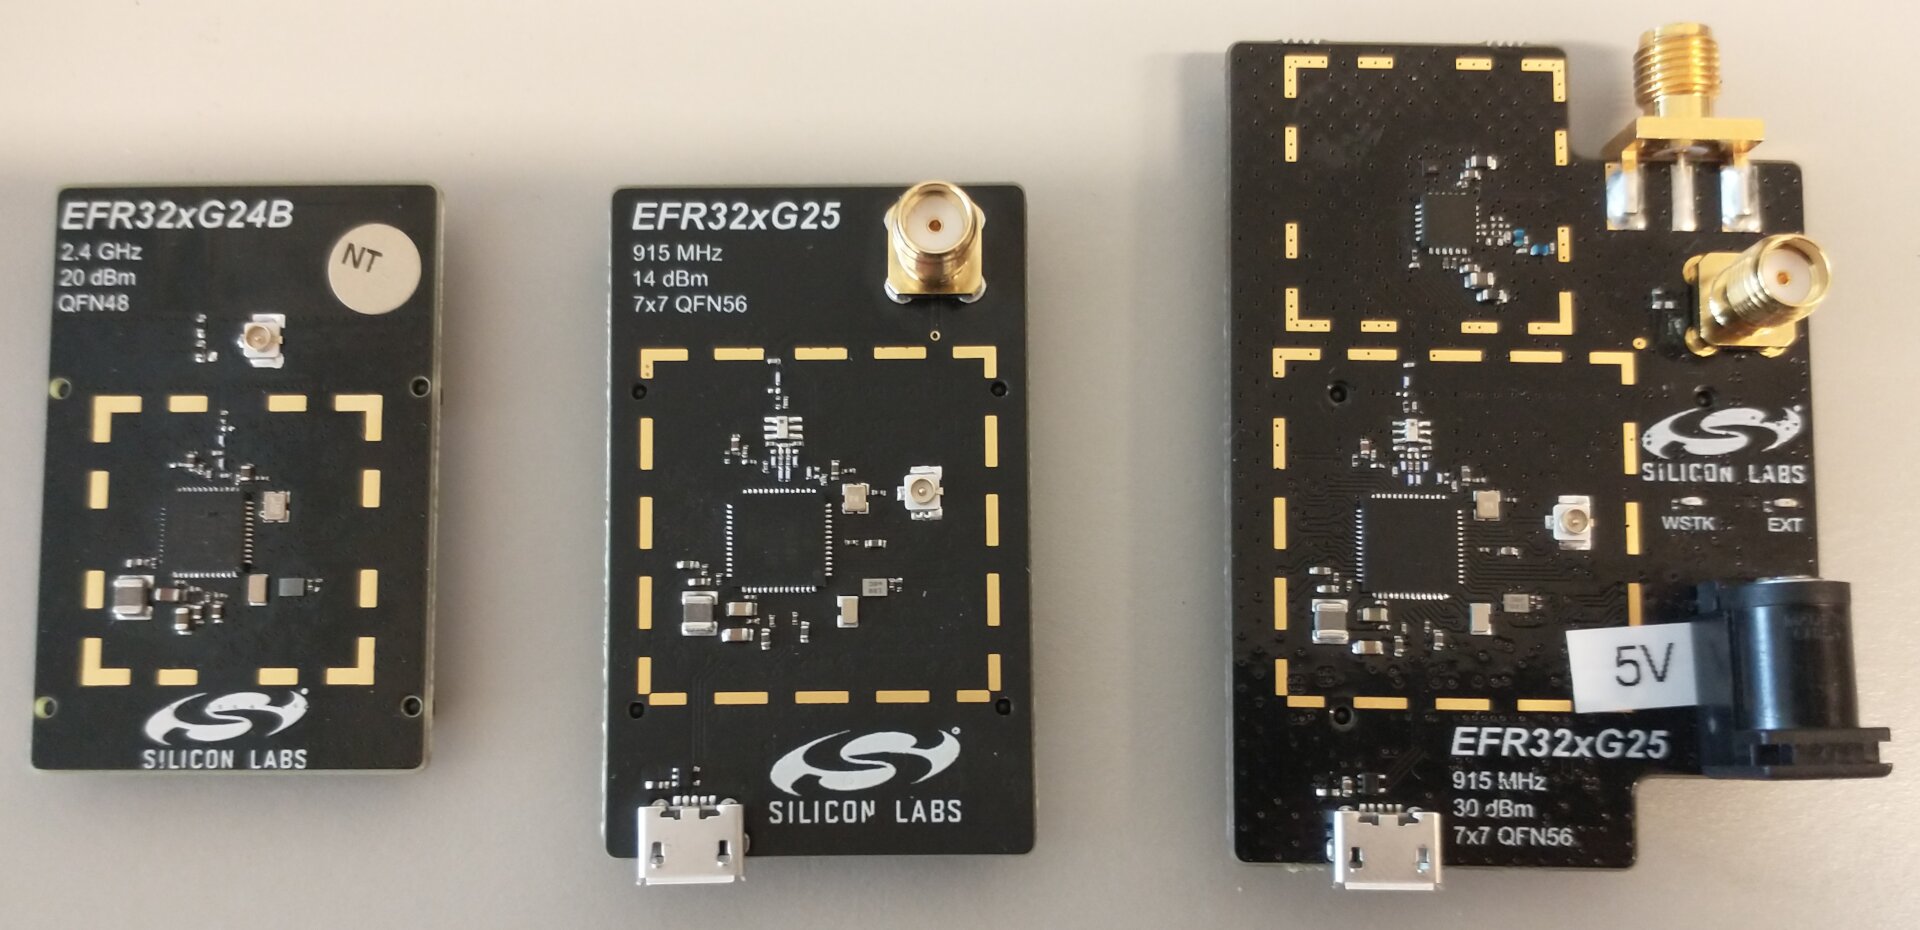 EFR32xG24B
2.4 GHz
20 dBm
QFN48
NT
SILICON LABS
EFR32xG25
915 MHz
14 dBm
7x7 QFN56
SILICON LABS
SILICON LABS
WSTK
EXT
5V
EFR32xG25
915 MHz
30 dBm
7x7 QFN56